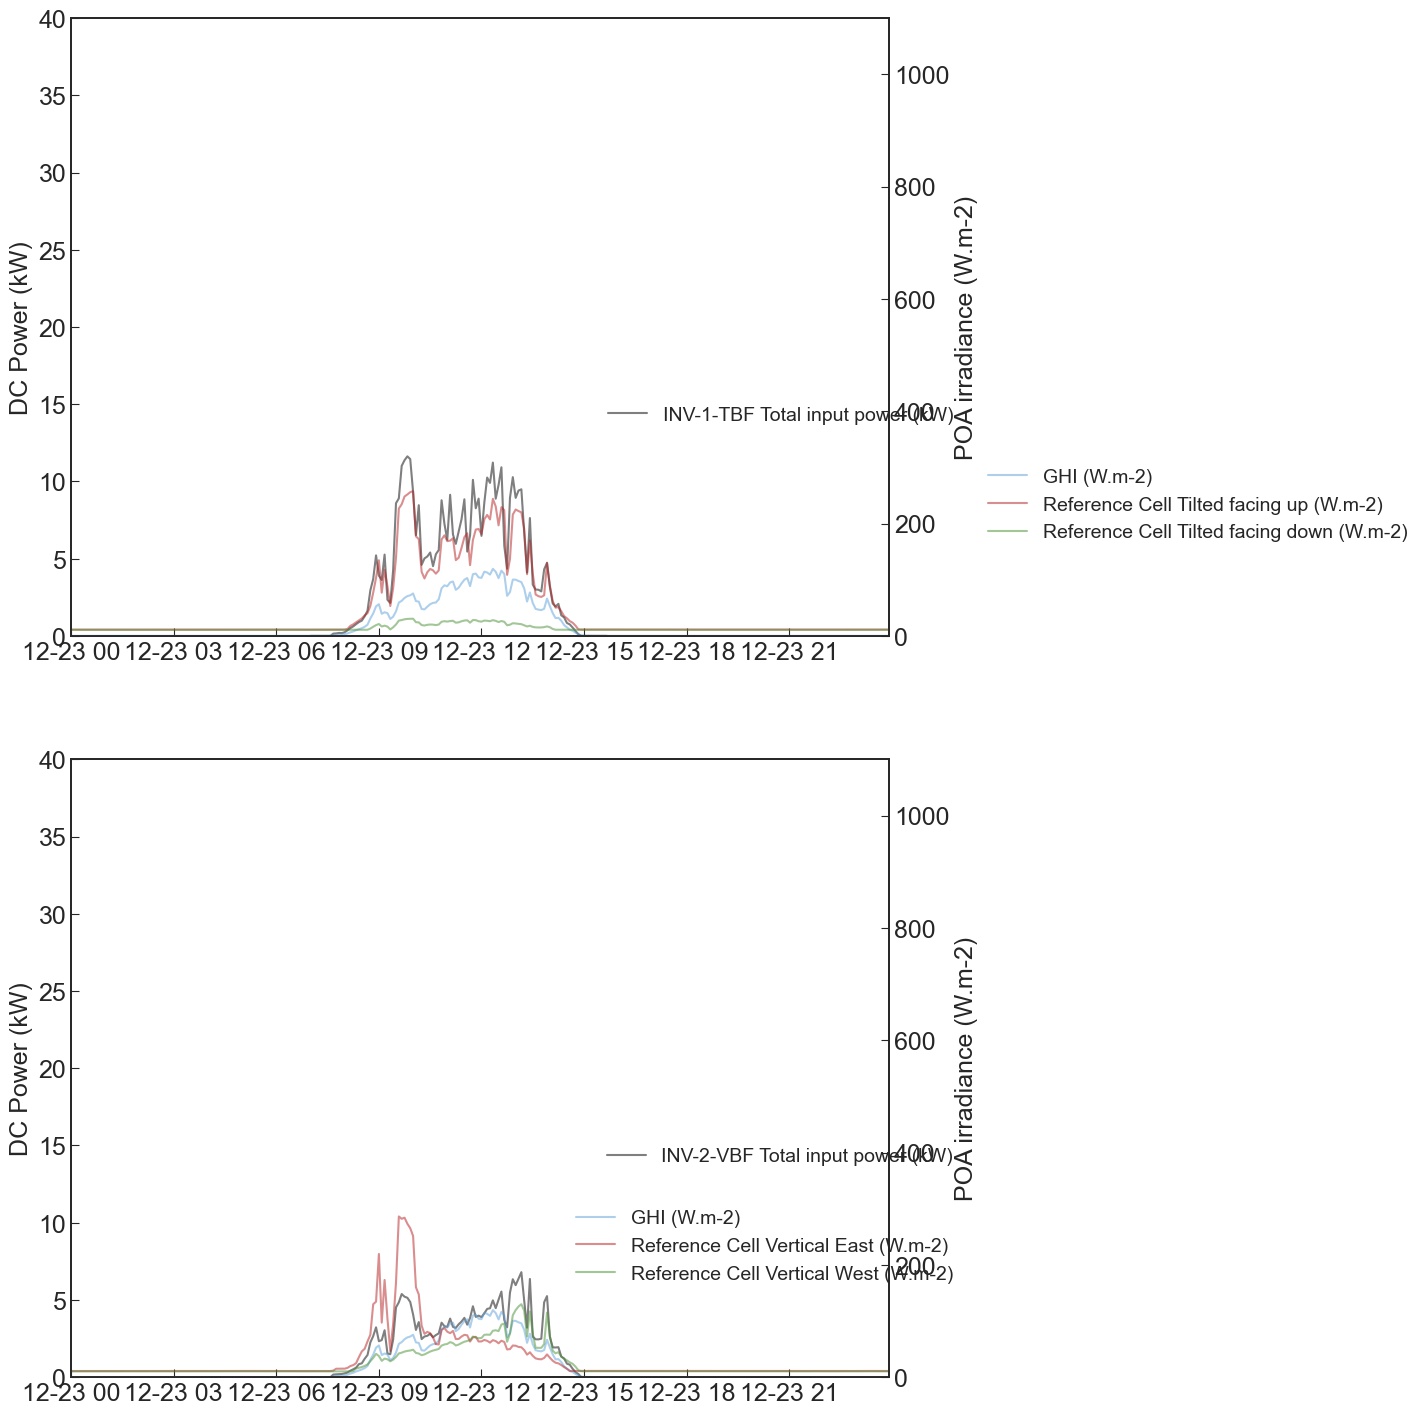 40
35
30
25
20
15
10
5
0
DC Power (kW)
1000
800
600
400
200
0
POA irradiance (W.m-2)
INV-1-TBF Total input power (kW)
GHI (W.m-2)
Reference Cell Tilted facing up (W.m-2)
Reference Cell Tilted facing down (W.m-2)
12-23 00 12-23 03 12-23 06 12-23 09 12-23 12 12-23 15 12-23 18 12-23 21
40
35
30
25
20
15
10
5
0
DC Power (kW)
1000
800
600
400
200
0
POA irradiance (W.m-2)
INV-2-VBF Total input power (kW)
GHI (W.m-2)
Reference Cell Vertical East (W.m-2)
Reference Cell Vertical West (W.m-2)
12-23 00 12-23 03 12-23 06 12-23 09 12-23 12 12-23 15 12-23 18 12-23 21